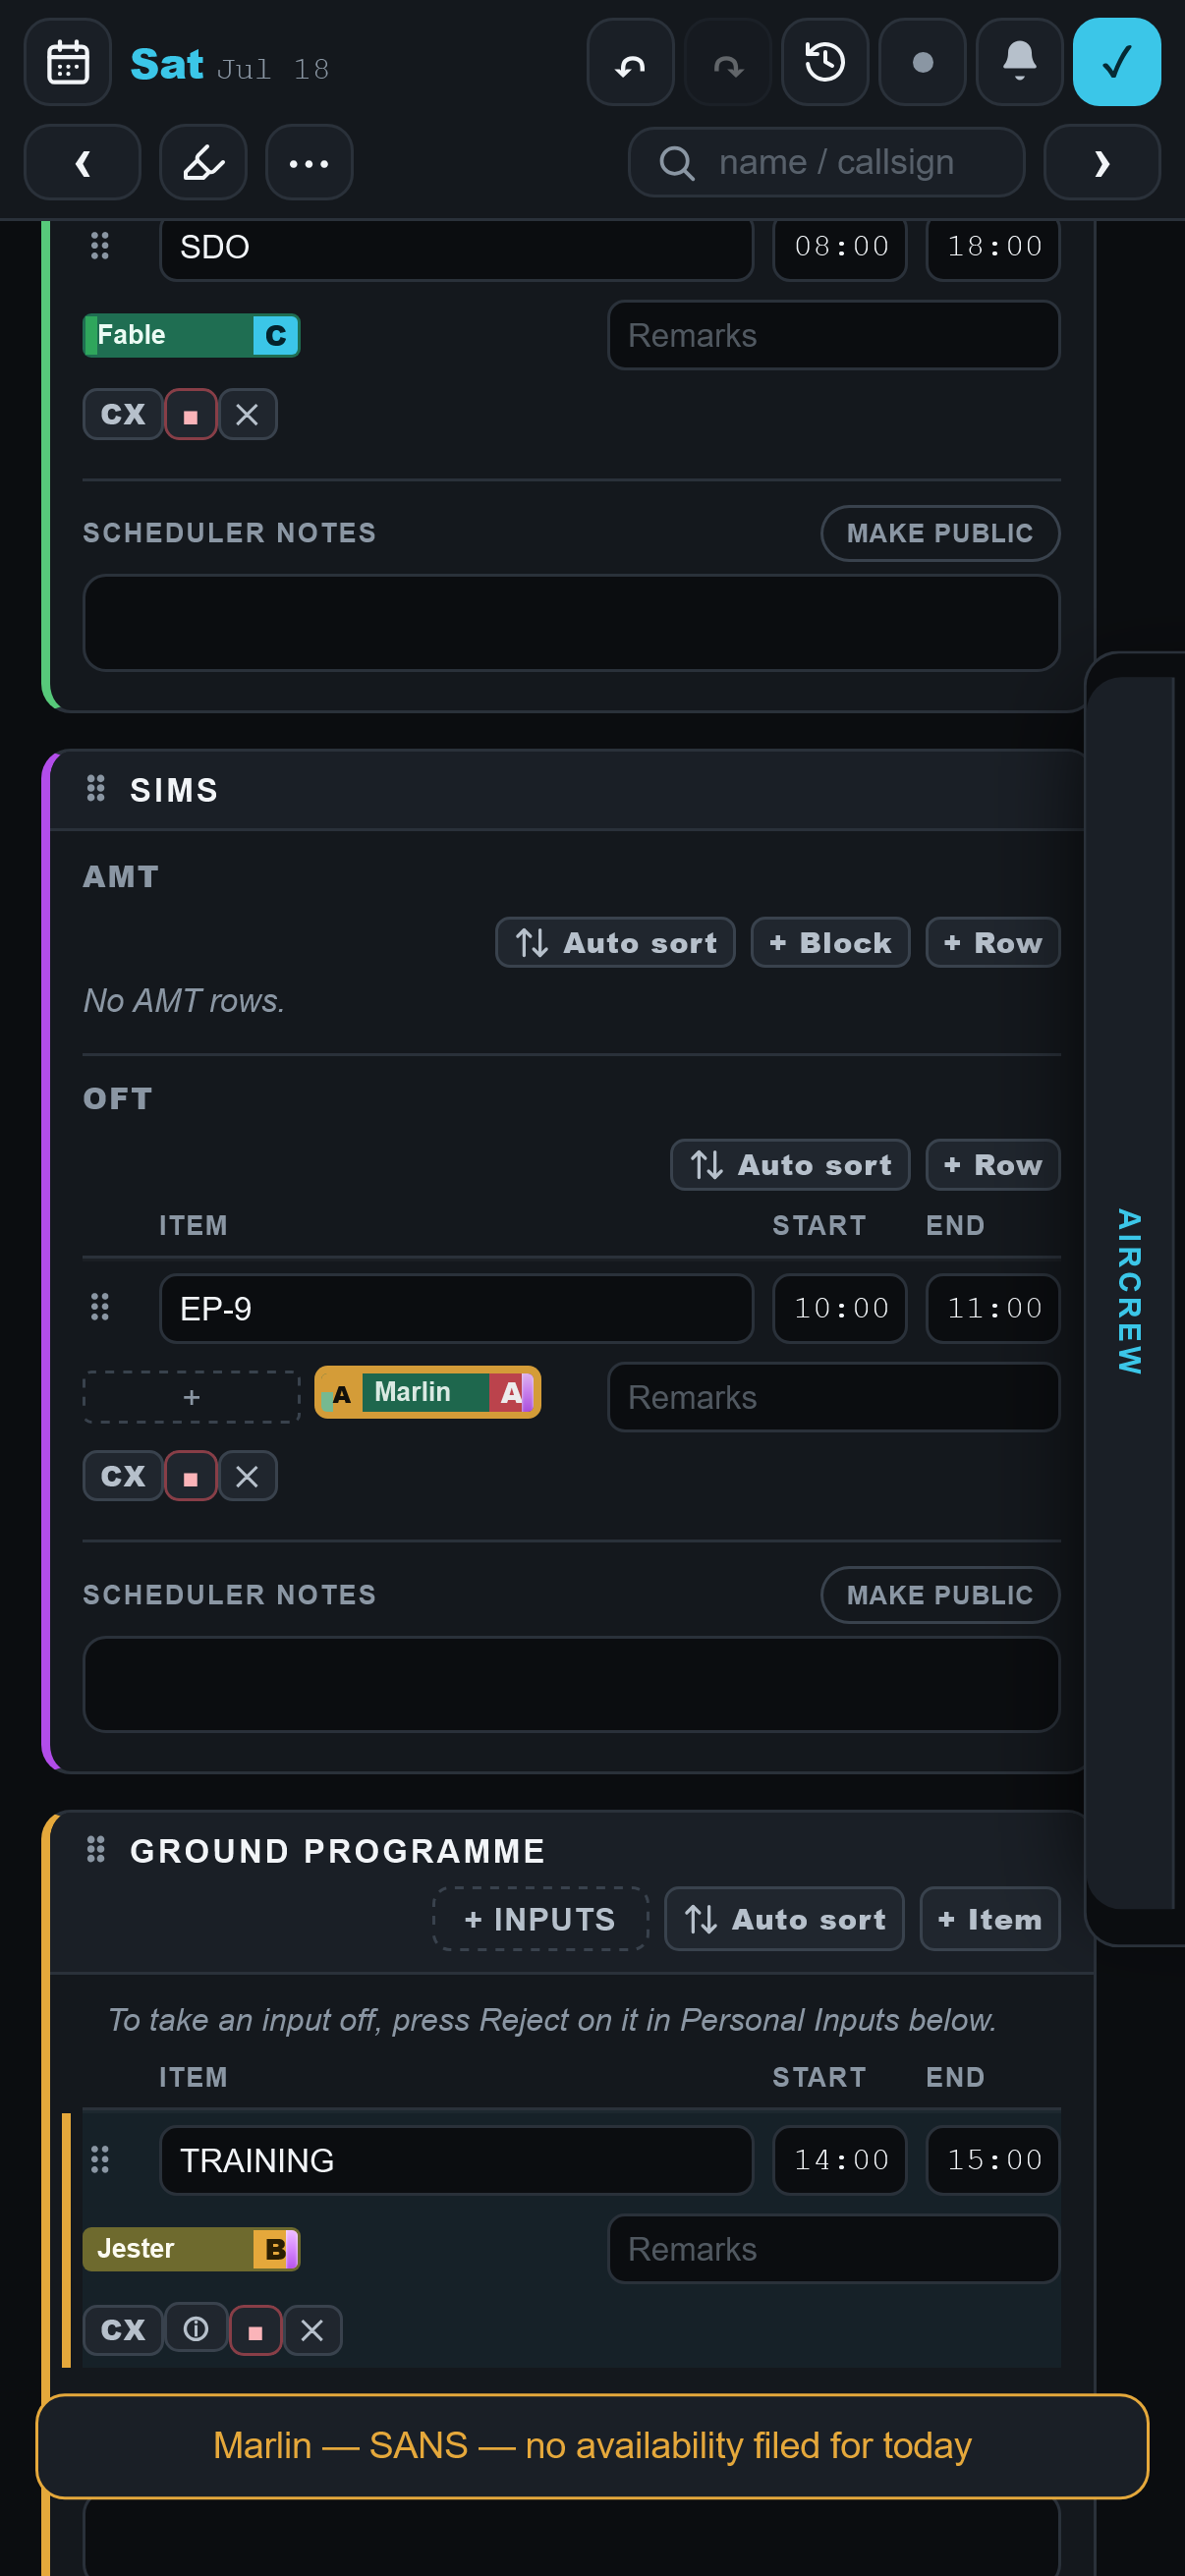 Sat Jul 18
name / callsign
SDO 08:00 18:00
Fable C Remarks
CX
SCHEDULER NOTES MAKE PUBLIC
SIMS
AMT
Auto sort + Block + Row
No AMT rows.
OFT
Auto sort + Row
ITEM START END
EP-9 10:00 11:00
+ A Marlin A Remarks
CX
SCHEDULER NOTES MAKE PUBLIC
AIRCREW
GROUND PROGRAMME
+ INPUTS Auto sort + Item
To take an input off, press Reject on it in Personal Inputs below.
ITEM START END
TRAINING 14:00 15:00
Jester B Remarks
CX
Marlin — SANS — no availability filed for today